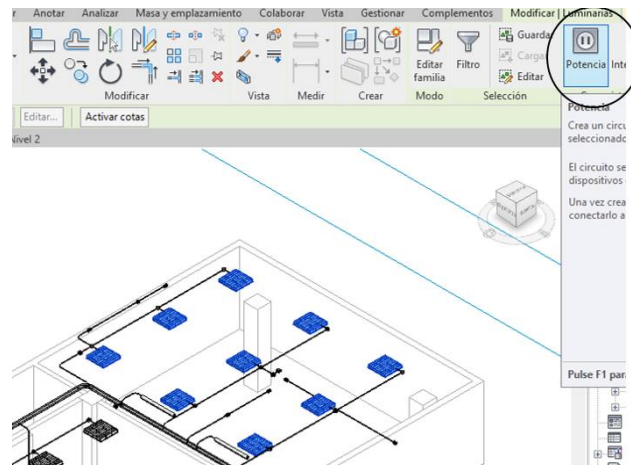 Anotar Analizar Masa y emplazamiento Colaborar Vista Gestionar Complementos Modificar | Luminarias
Guarda
Carga
Editar
Editar familia
Filtro
Potencia
Inte
Modificar Vista Medir Crear Modo Selección
Editar... Activar cotas
Nivel 2
Potencia
Crea un circu
seleccionado
El circuito se
dispositivos
Una vez crea
conectarlo a
Pulse F1 para